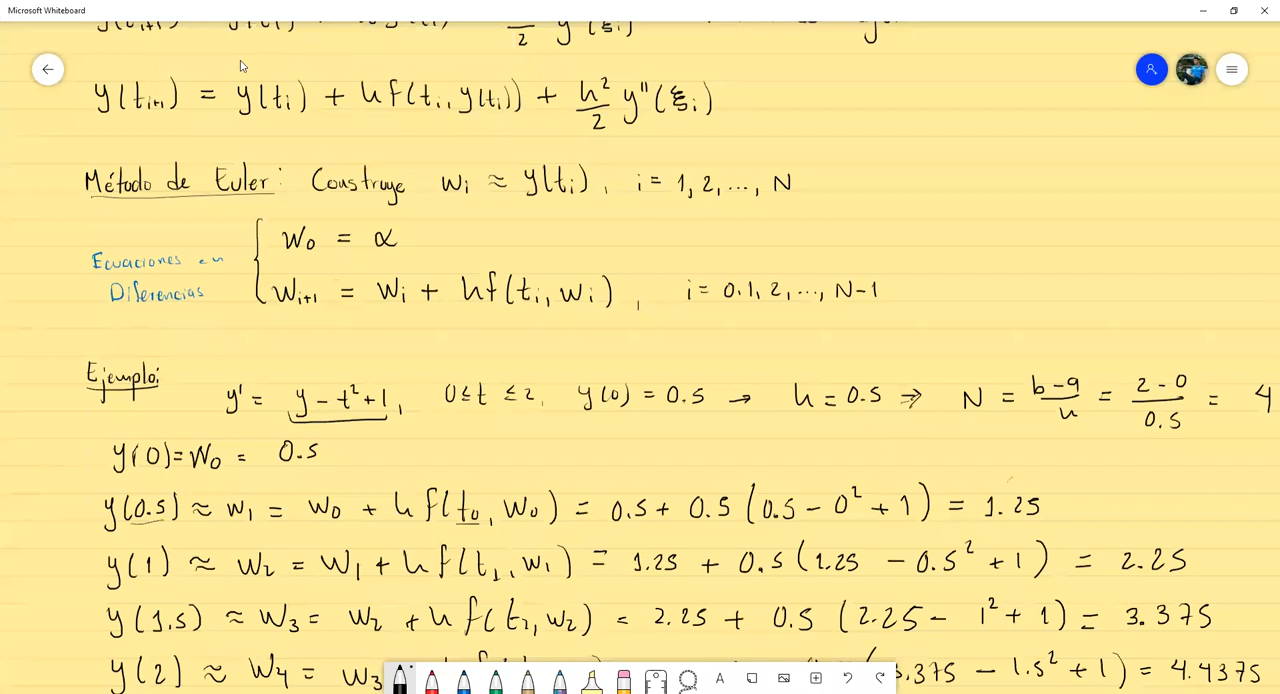 Microsoft Whiteboard
y(tᵢ₊₁) = y(tᵢ) + hf(tᵢ, y(tᵢ)) + h²/2 y''(ξᵢ)
Método de Euler: Construye wᵢ ≈ y(tᵢ), i = 1, 2, ..., N
w₀ = α
Ecuaciones en
Diferencias
wᵢ₊₁ = wᵢ + hf(tᵢ, wᵢ), i = 0.1, 2, ..., N-1
Ejemplo:
y' = y - t² + 1, 0 ≤ t ≤ 2, y(0) = 0.5 → h = 0.5 ⇒ N = b-a/h = 2-0/0.5 = 4
y(0) = w₀ = 0.5
y(0.5) ≈ w₁ = w₀ + hf(t₀, w₀) = 0.5 + 0.5 (0.5 - 0² + 1) = 1.25
y(1) ≈ w₂ = w₁ + hf(t₁, w₁) = 1.25 + 0.5 (1.25 - 0.5² + 1) = 2.25
y(1.5) ≈ w₃ = w₂ + hf(t₂, w₂) = 2.25 + 0.5 (2.25 - 1² + 1) = 3.375
y(2) ≈ w₄ = w₃ .375 - 1.5² + 1) = 4.4375
A